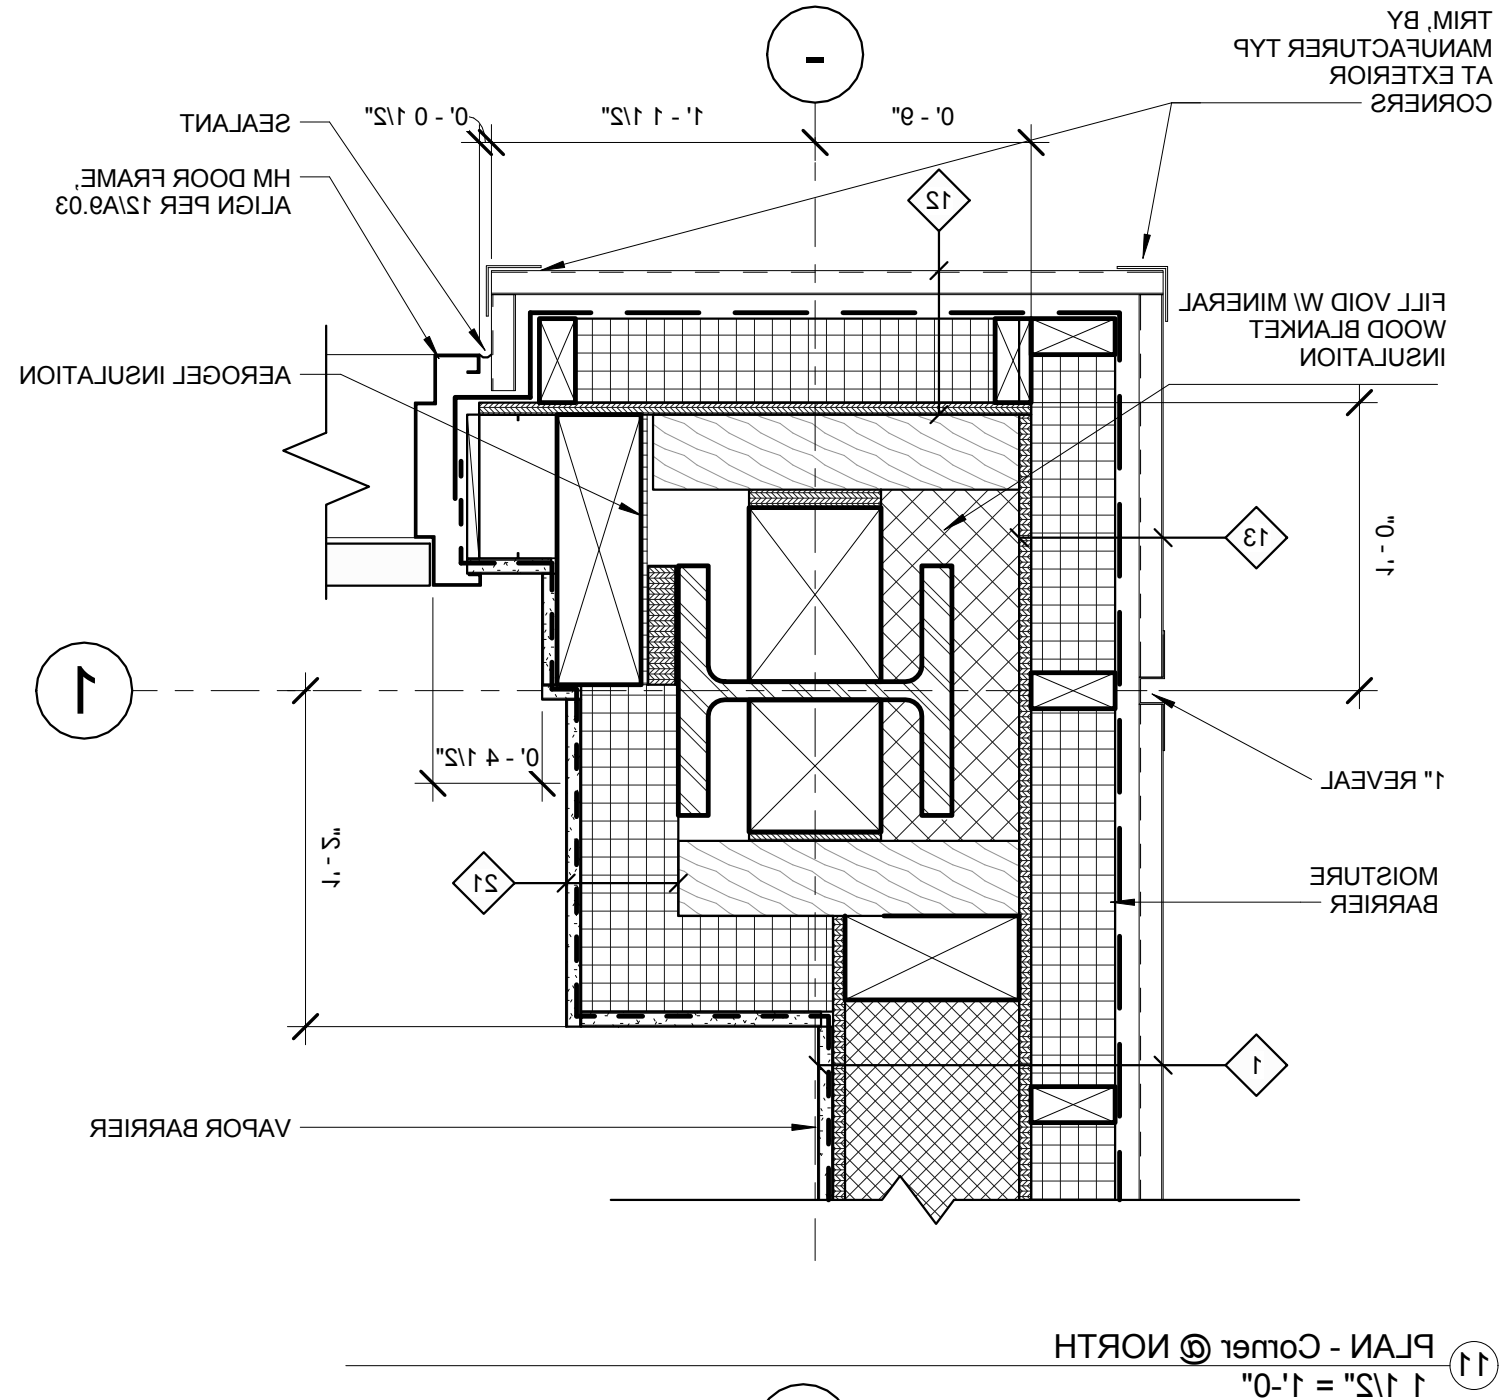 TRIM, BY
MANUFACTURER TYP
AT EXTERIOR
CORNERS
-
0' - 9"
1' - 1 1/2"
0' - 0 1/2"
SEALANT
HM DOOR FRAME,
ALIGN PER 12/A9.03
12
FILL VOID W/ MINERAL
WOOD BLANKET
INSULATION
AEROGEL INSULATION
13
1' - 0"
1
0' - 4 1/2"
1" REVEAL
1' - 2"
21
MOISTURE
BARRIER
1
VAPOR BARRIER
11
PLAN - Corner @ NORTH
1 1/2" = 1'-0"